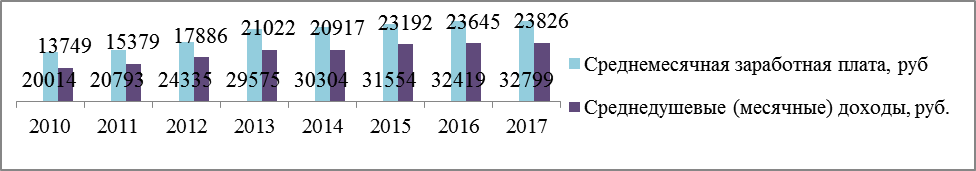 13749 15379 17886 21022 20917 23192 23645 23826
20014 20793 24335 29575 30304 31554 32419 32799
2010 2011 2012 2013 2014 2015 2016 2017
Среднемесячная заработная плата, руб
Среднедушевые (месячные) доходы, руб.